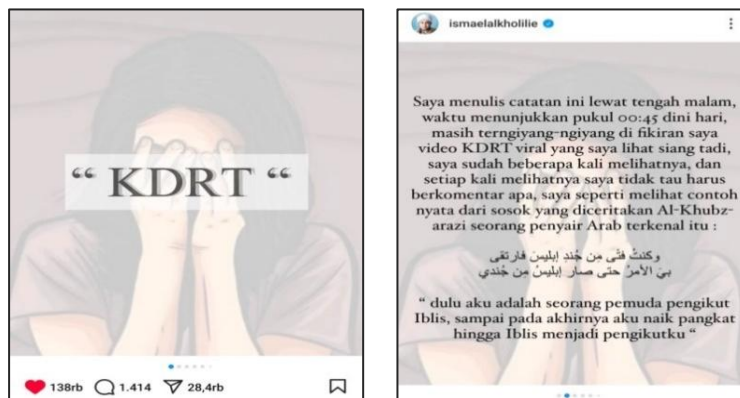 “ KDRT “
138rb 1.414 28,4rb
ismaelalkholilie
Saya menulis catatan ini lewat tengah malam,
waktu menunjukkan pukul 00:45 dini hari,
masih terngiyang-ngiyang di fikiran saya
video KDRT viral yang saya lihat siang tadi,
saya sudah beberapa kali melihatnya, dan
setiap kali melihatnya saya tidak tau harus
berkomentar apa, saya seperti melihat contoh
nyata dari sosok yang diceritakan Al-Khubz-
arazi seorang penyair Arab terkenal itu :
وكنتُ فتًى مِن جُندِ إبليسَ فارتقى
بيَ الأمرُ حتى صار إبليسُ مِن جُندي
“ dulu aku adalah seorang pemuda pengikut
Iblis, sampai pada akhirnya aku naik pangkat
hingga Iblis menjadi pengikutku “